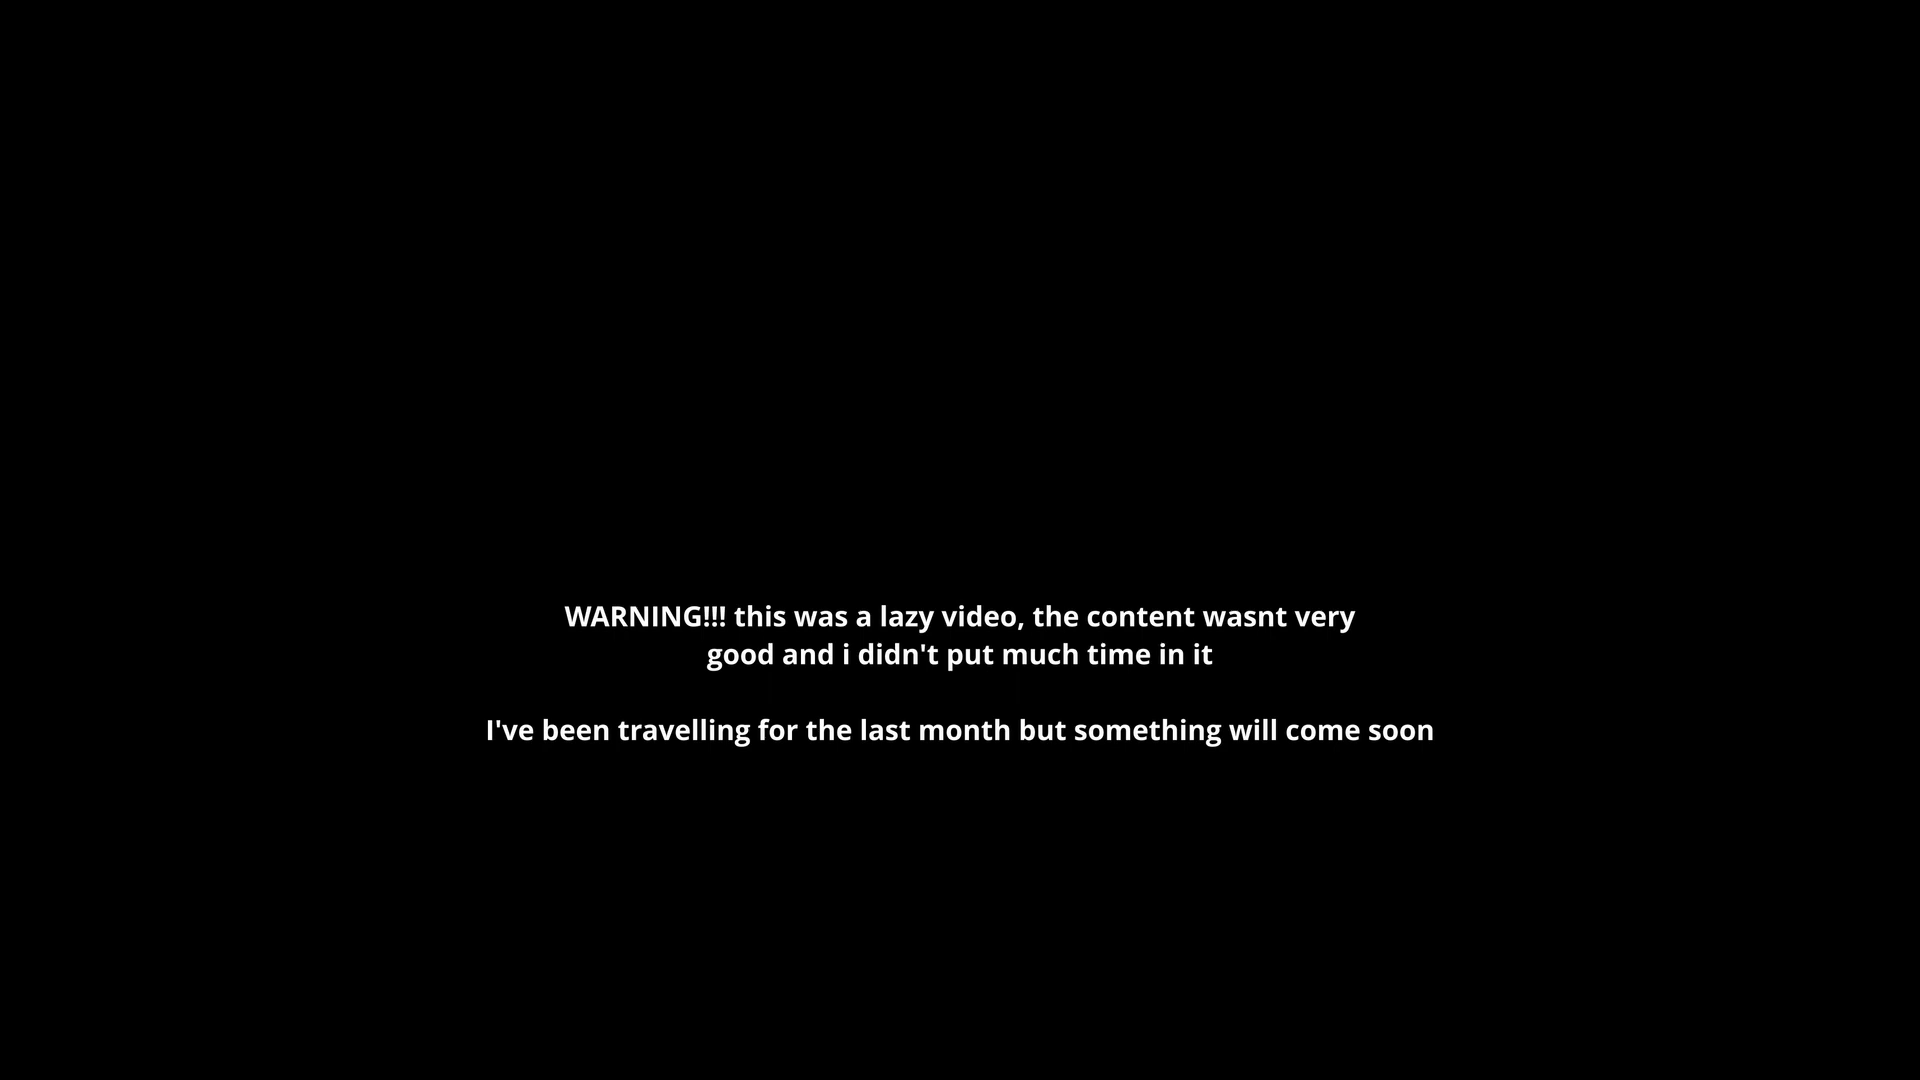 WARNING!!! this was a lazy video, the content wasnt very
good and i didn't put much time in it
I've been travelling for the last month but something will come soon